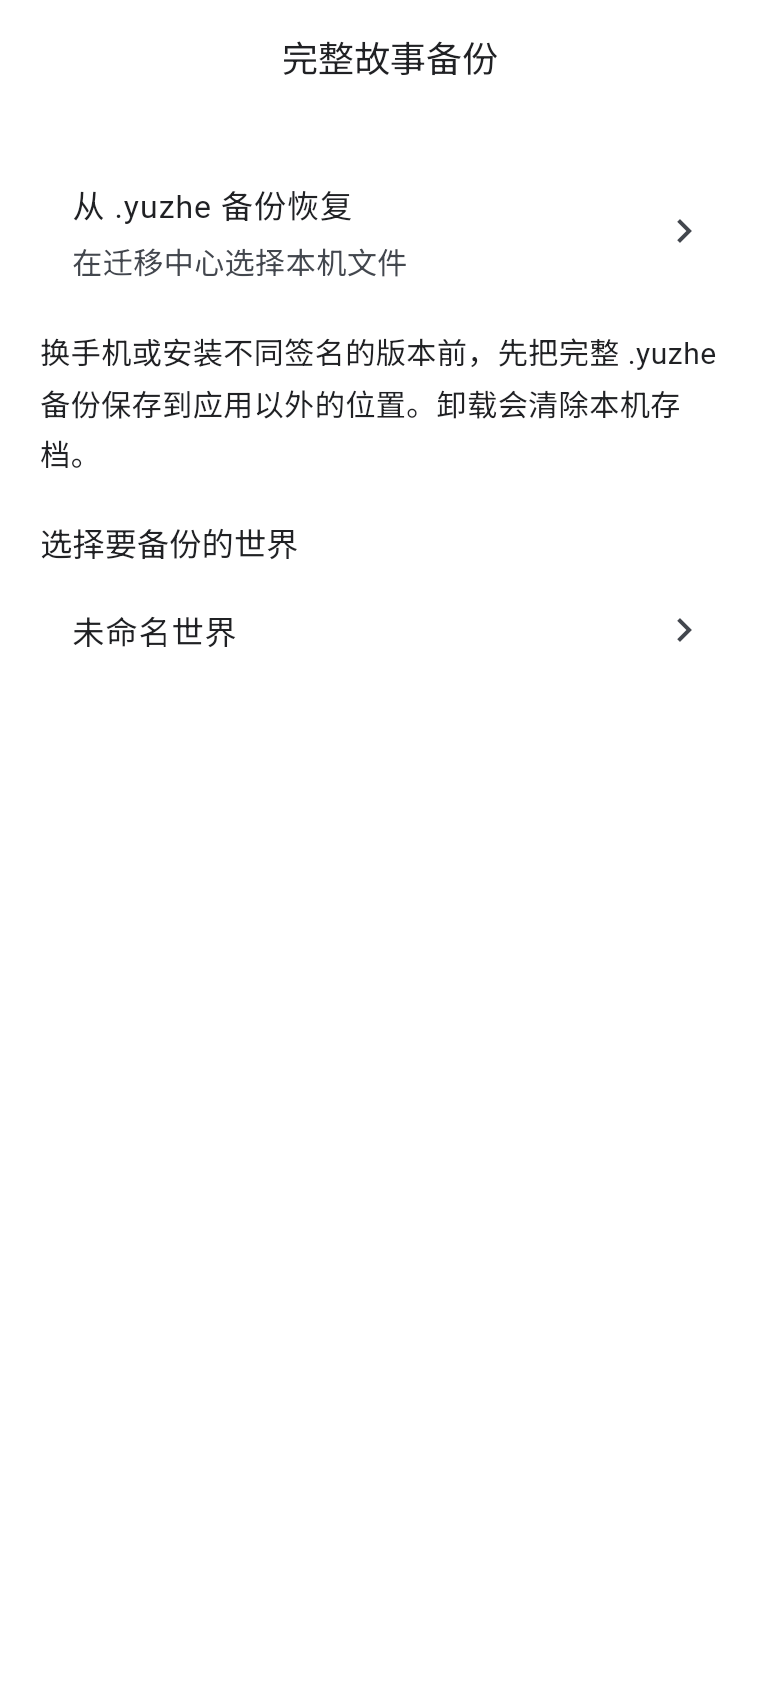 完整故事备份
从 .yuzhe 备份恢复
在迁移中心选择本机文件
换手机或安装不同签名的版本前，先把完整 .yuzhe
备份保存到应用以外的位置。卸载会清除本机存
档。
选择要备份的世界
未命名世界